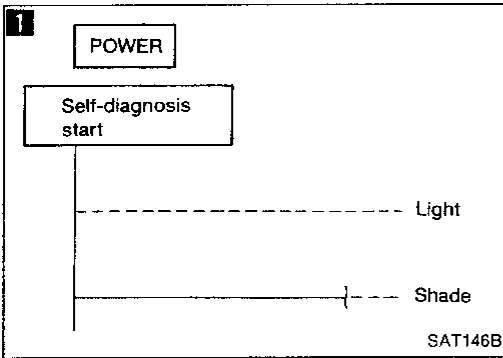 1
POWER
Self-diagnosis
start
Light
Shade
SAT146B